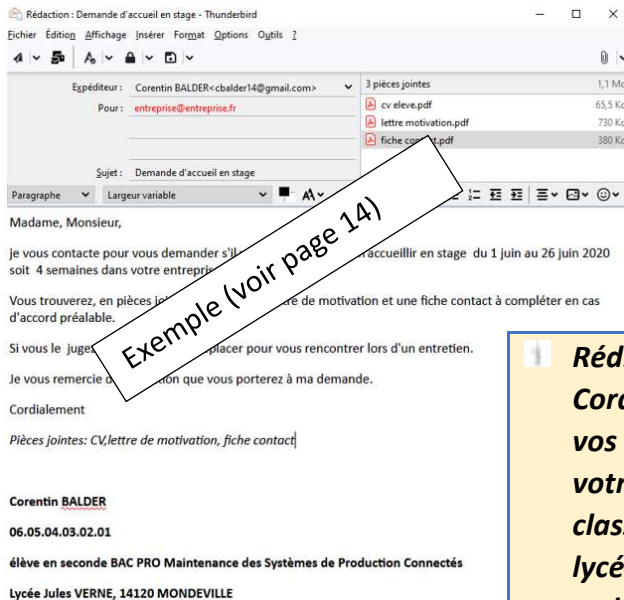 Rédaction : Demande d'accueil en stage - Thunderbird
Fichier Édition Affichage Insérer Format Options Outils ?
Expéditeur : Corentin BALDER<cbalder14@gmail.com>
Pour : entreprise@entreprise.fr
Sujet : Demande d'accueil en stage
3 pièces jointes 1,1 Mo
cv eleve.pdf 65,5 Ko
lettre motivation.pdf 730 Ko
fiche contact.pdf 380 Ko
Paragraphe Largeur variable
Madame, Monsieur,
je vous contacte pour vous demander s'il accueillir en stage du 1 juin au 26 juin 2020
soit 4 semaines dans votre entreprise
Vous trouverez, en pièces de motivation et une fiche contact à compléter en cas
d'accord préalable.
Si vous le placer pour vous rencontrer lors d'un entretien.
Je vous remercie que vous porterez à ma demande.
Cordialement
Pièces jointes: CV,lettre de motivation, fiche contact
Exemple (voir page 14)
Corentin BALDER
06.05.04.03.02.01
élève en seconde BAC PRO Maintenance des Systèmes de Production Connectés
Lycée Jules VERNE, 14120 MONDEVILLE
vos